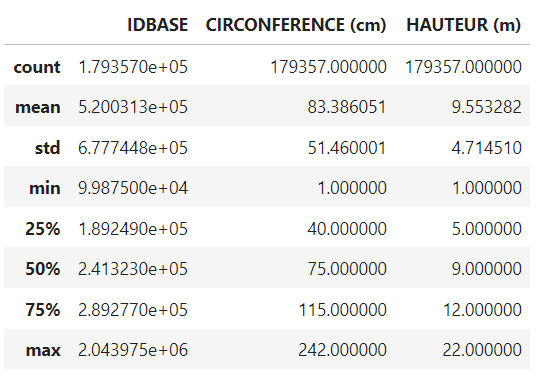 IDBASE CIRCONFERENCE (cm) HAUTEUR (m)
count 1.793570e+05 179357.000000 179357.000000
mean 5.200313e+05 83.386051 9.553282
std 6.777448e+05 51.460001 4.714510
min 9.987500e+04 1.000000 1.000000
25% 1.892490e+05 40.000000 5.000000
50% 2.413230e+05 75.000000 9.000000
75% 2.892770e+05 115.000000 12.000000
max 2.043975e+06 242.000000 22.000000